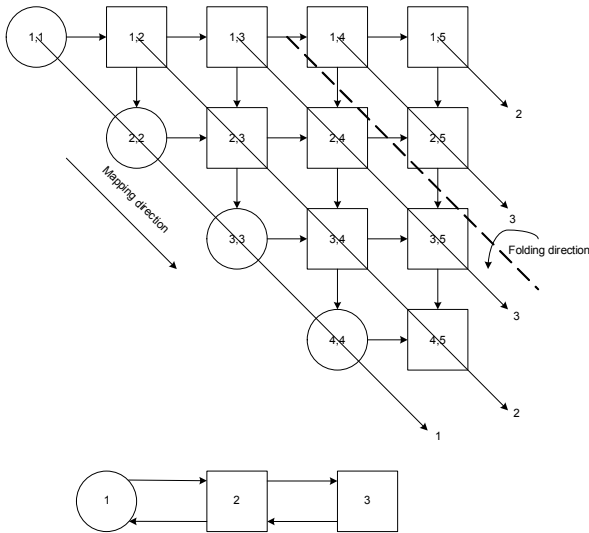 1,1 1,2 1,3 1,4 1,5
2
2,2 2,3 2,4 2,5
Mapping direction
3
3,3 3,4 3,5
Folding direction
3
4,4 4,5
2
1
1 2 3